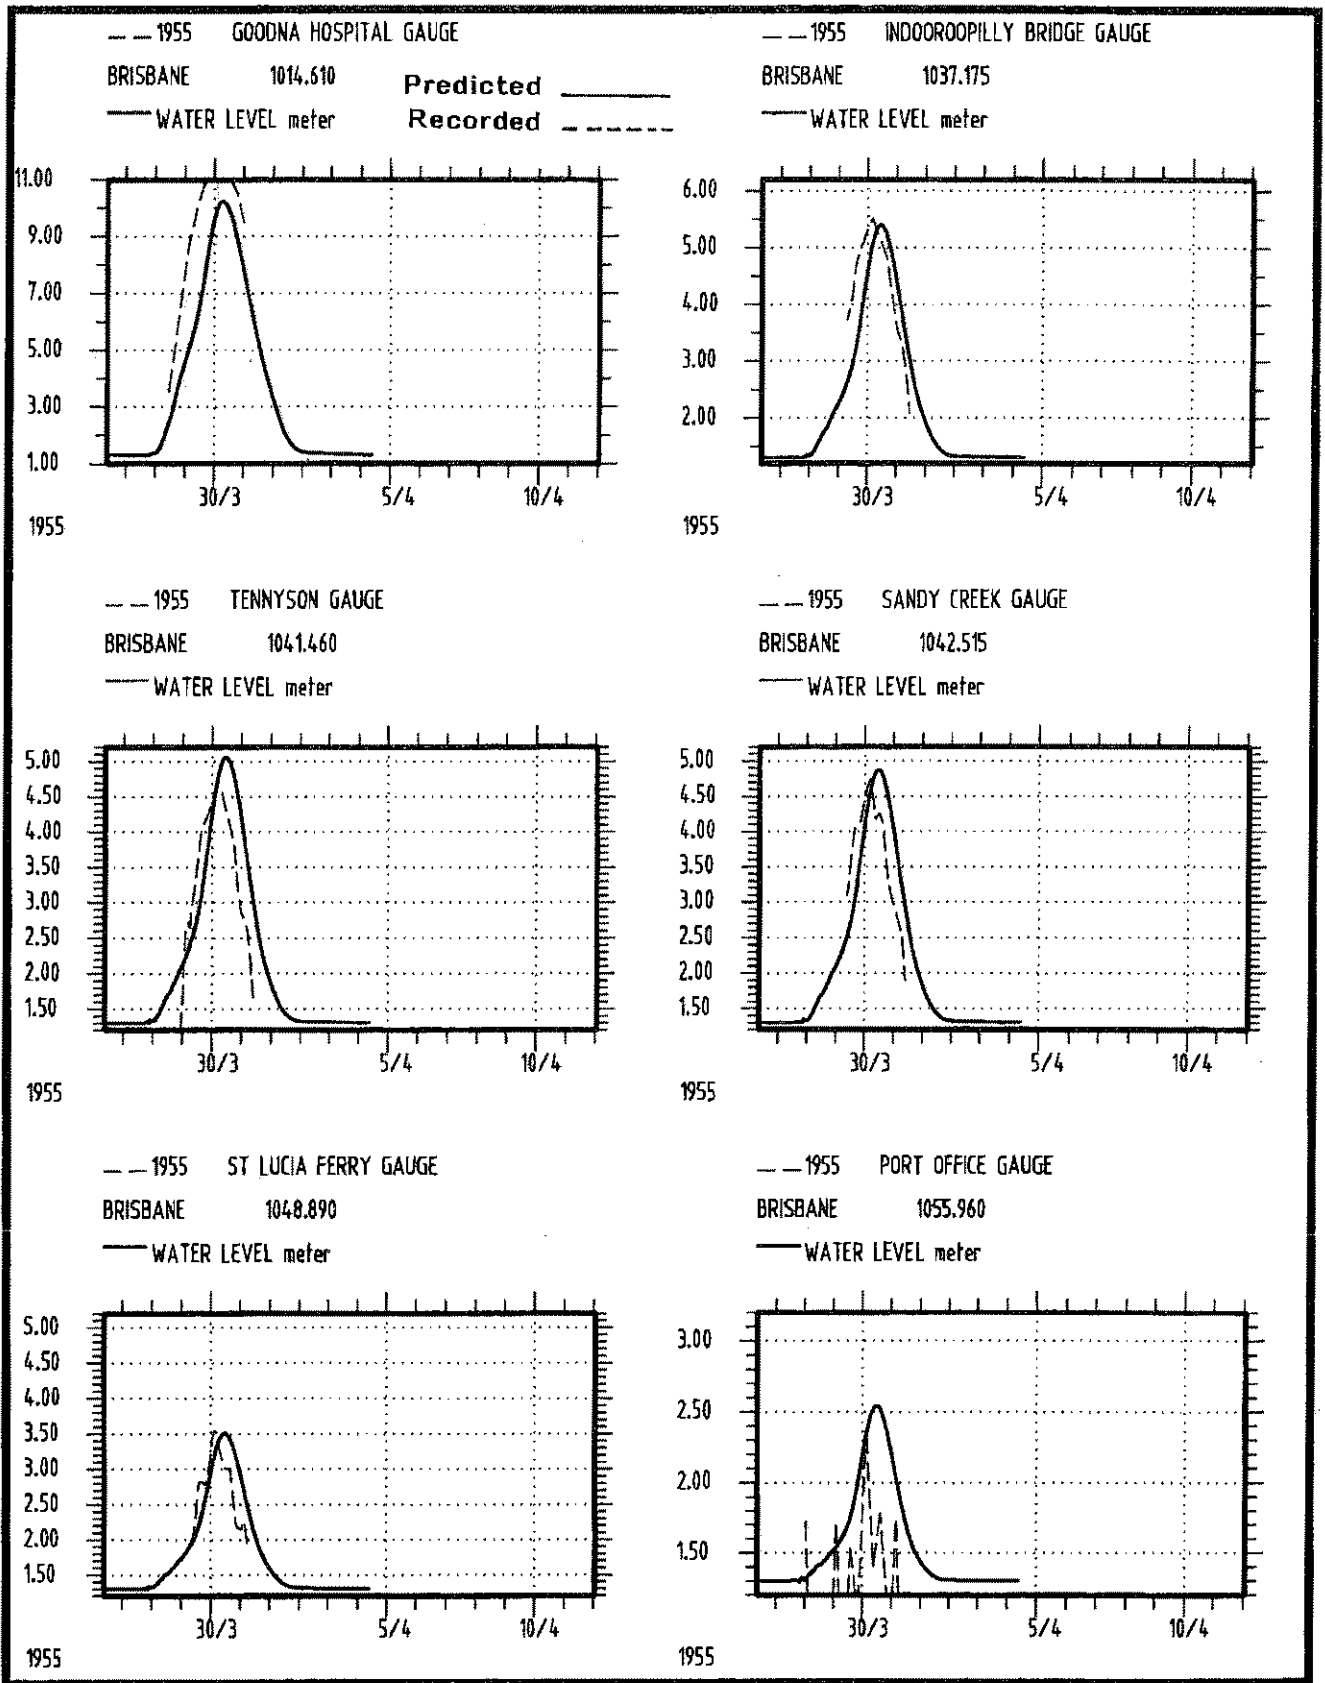 — — 1955 GOODNA HOSPITAL GAUGE
BRISBANE 1014.610
WATER LEVEL meter
Predicted
Recorded
11.00
9.00
7.00
5.00
3.00
1.00
30/3 5/4 10/4
1955
— — 1955 INDOOROOPILLY BRIDGE GAUGE
BRISBANE 1037.175
WATER LEVEL meter
6.00
5.00
4.00
3.00
2.00
30/3 5/4 10/4
1955
— — 1955 TENNYSON GAUGE
BRISBANE 1041.460
WATER LEVEL meter
5.00
4.50
4.00
3.50
3.00
2.50
2.00
1.50
30/3 5/4 10/4
1955
— — 1955 SANDY CREEK GAUGE
BRISBANE 1042.515
WATER LEVEL meter
5.00
4.50
4.00
3.50
3.00
2.50
2.00
1.50
30/3 5/4 10/4
1955
— — 1955 ST LUCIA FERRY GAUGE
BRISBANE 1048.890
WATER LEVEL meter
5.00
4.50
4.00
3.50
3.00
2.50
2.00
1.50
30/3 5/4 10/4
1955
— — 1955 PORT OFFICE GAUGE
BRISBANE 1055.960
WATER LEVEL meter
3.00
2.50
2.00
1.50
30/3 5/4 10/4
1955